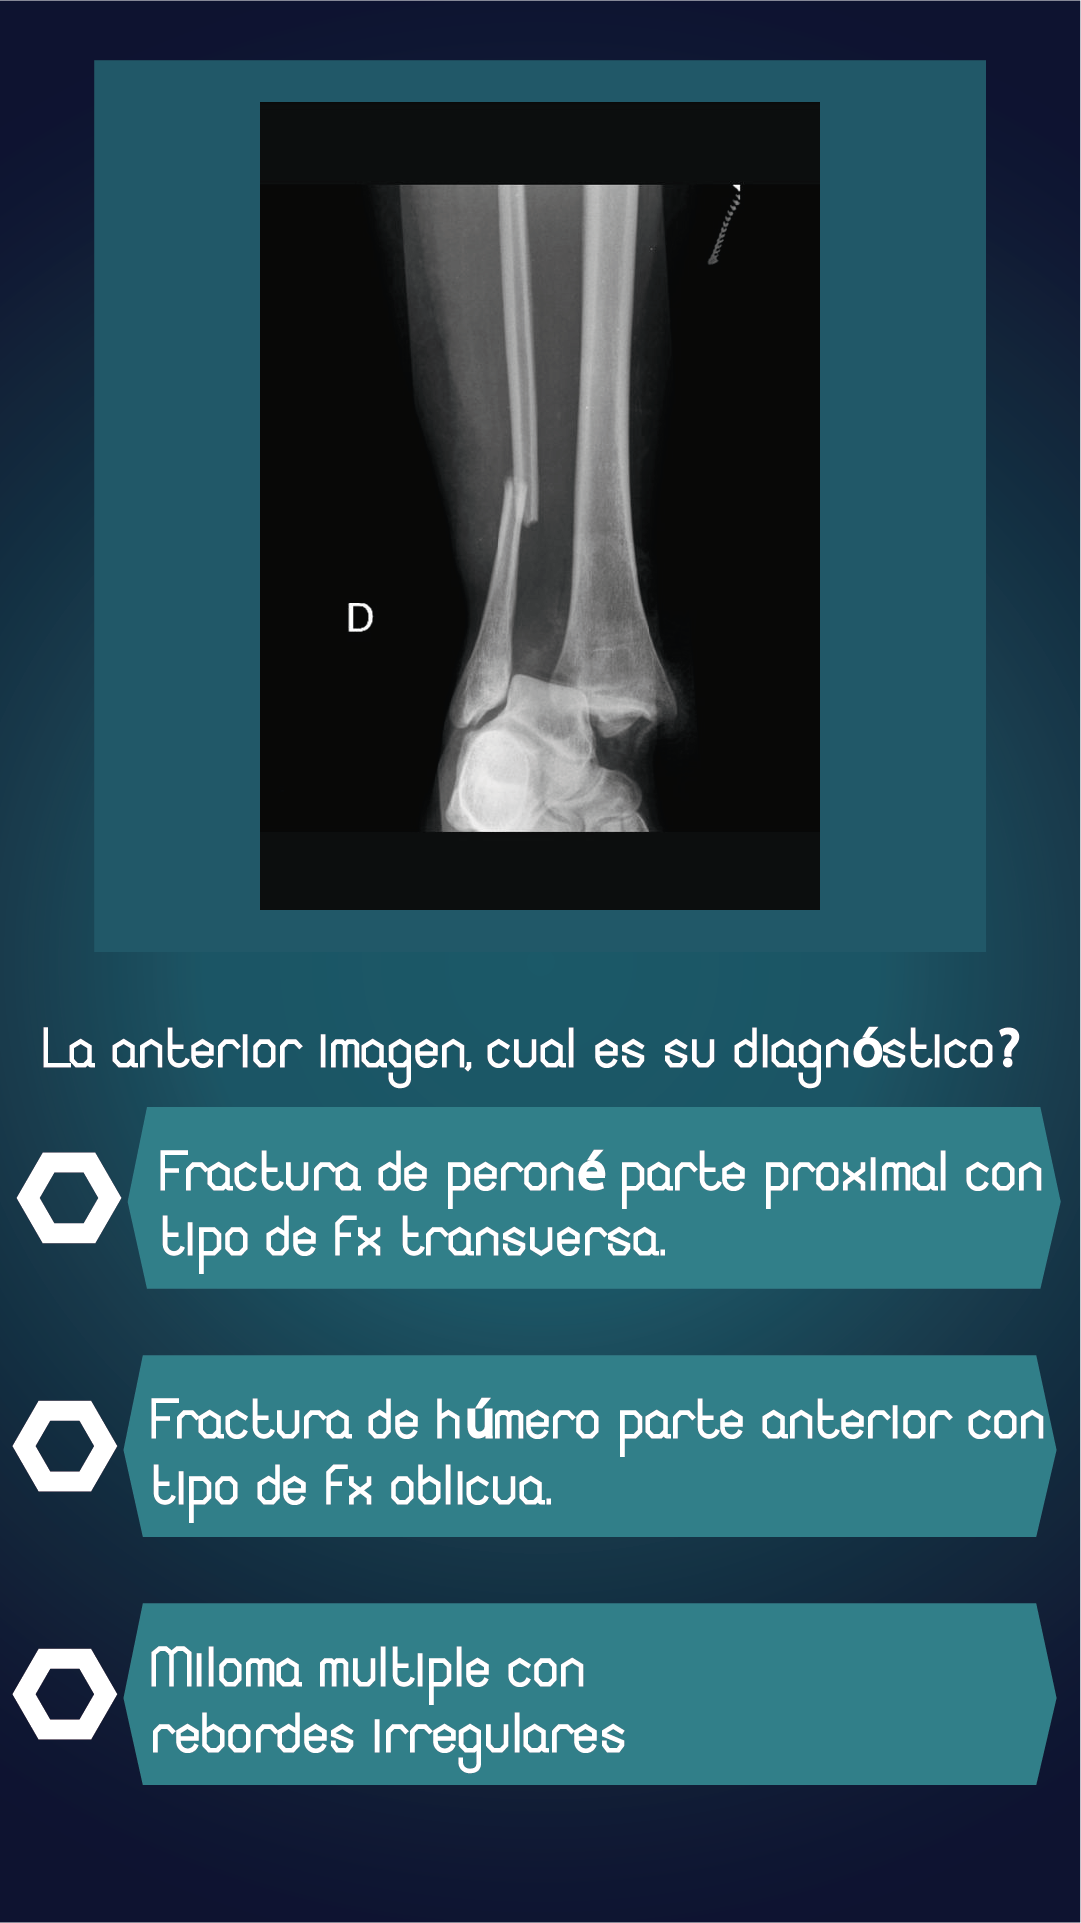 D
La anterior imagen, cual es su diagnóstico?
Fractura de peroné parte proximal con
tipo de fx transversa.
Fractura de húmero parte anterior con
tipo de fx oblicua.
Miloma multiple con
rebordes irregulares